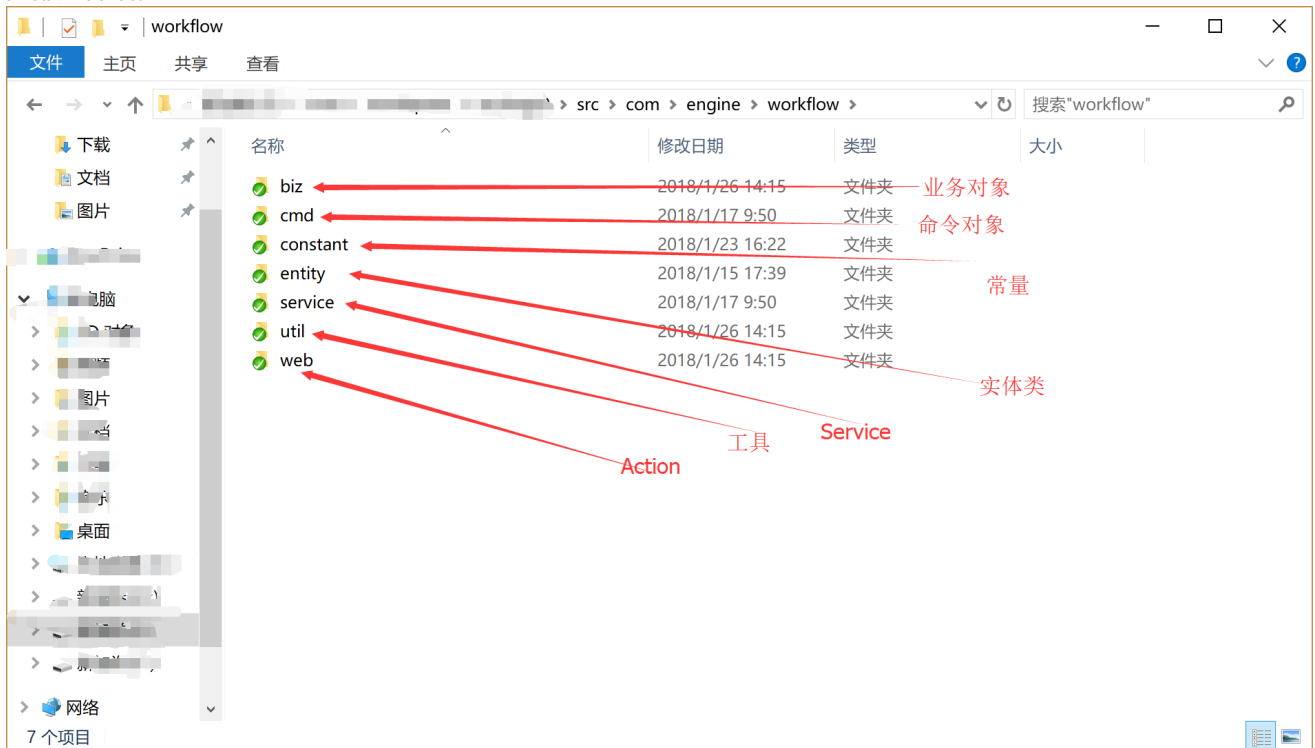 workflow
文件 主页 共享 查看
src com engine workflow 搜索"workflow"
名称 修改日期 类型 大小
下载
文档
图片
biz 2018/1/26 14:15 文件夹 业务对象
cmd 2018/1/17 9:50 文件夹 命令对象
constant 2018/1/23 16:22 文件夹 常量
entity 2018/1/15 17:39 文件夹 实体类
service 2018/1/17 9:50 文件夹 Service
util 2018/1/26 14:15 文件夹 工具
web 2018/1/26 14:15 文件夹 Action
图片
桌面
网络
7 个项目